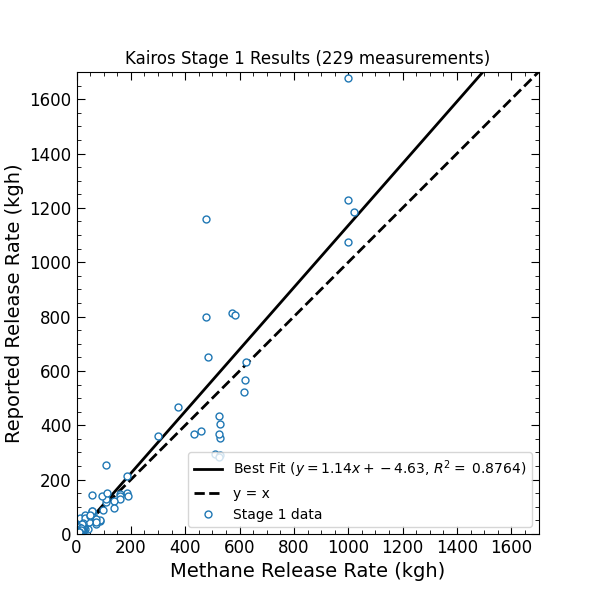 Kairos Stage 1 Results (229 measurements)
Reported Release Rate (kgh)
1600
1400
1200
1000
800
600
400
200
0
Best Fit (y = 1.14x + −4.63, R² = 0.8764)
y = x
Stage 1 data
0 200 400 600 800 1000 1200 1400 1600
Methane Release Rate (kgh)